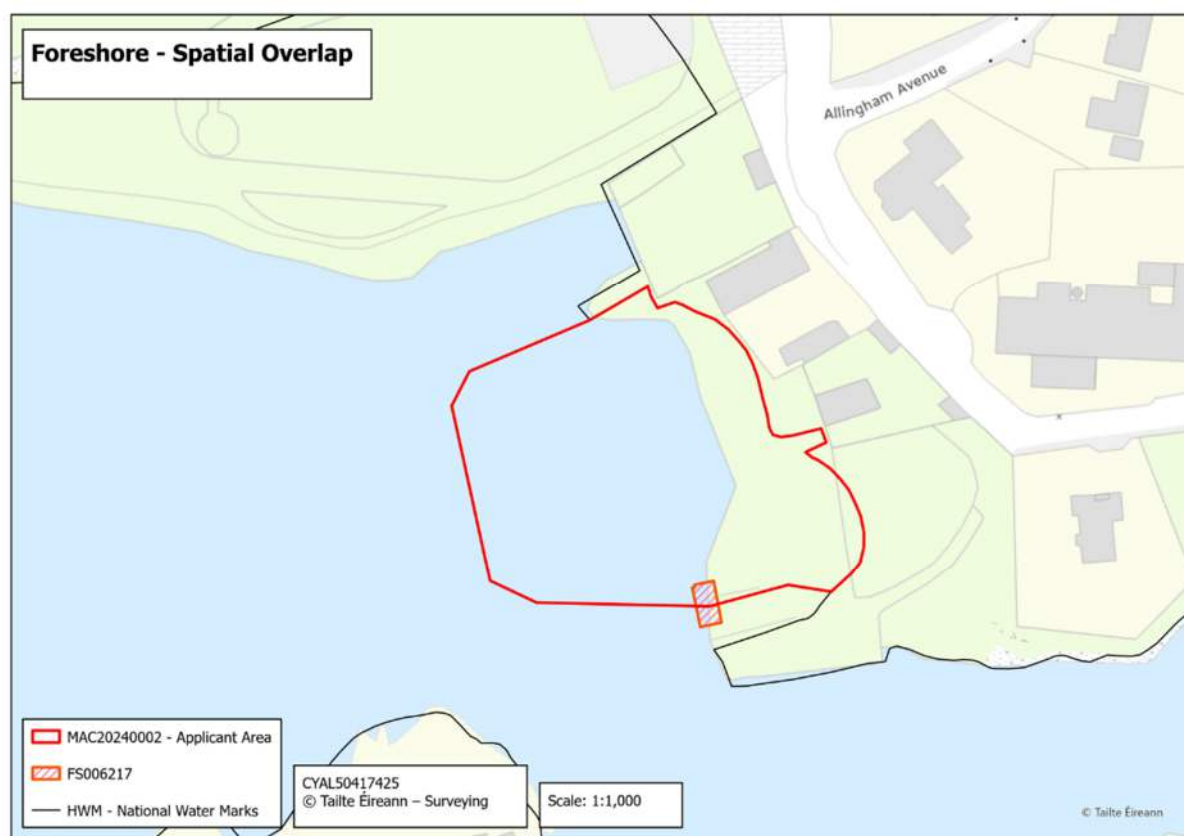 Foreshore - Spatial Overlap
Allingham Avenue
MAC20240002 - Applicant Area
FS006217
HWM - National Water Marks
CYAL50417425
© Tailte Éireann – Surveying
Scale: 1:1,000
© Tailte Éireann